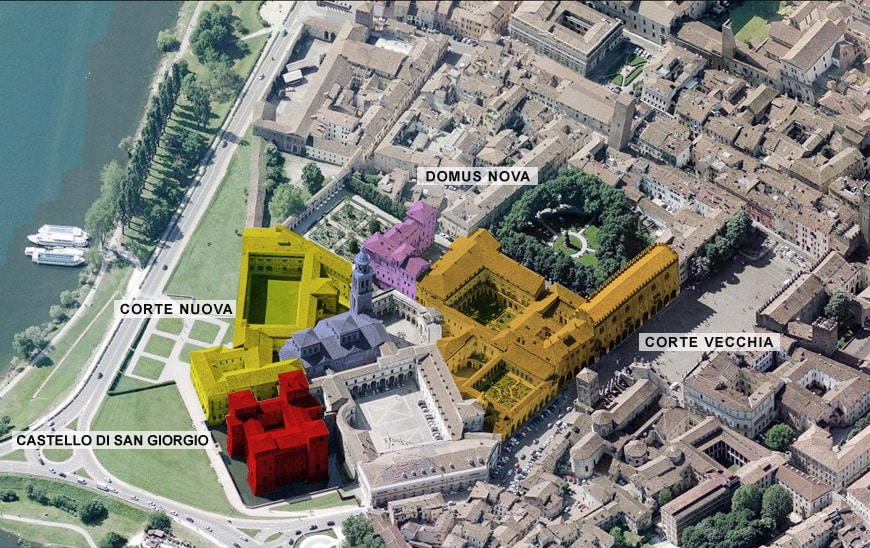 DOMUS NOVA
CORTE NUOVA
CORTE VECCHIA
CASTELLO DI SAN GIORGIO